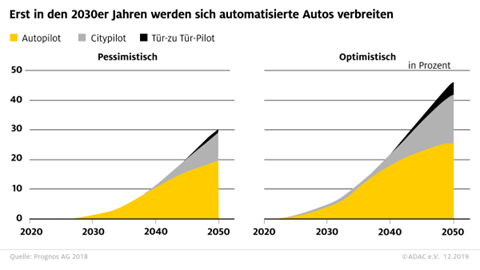 Erst in den 2030er Jahren werden sich automatisierte Autos verbreiten
Autopilot Citypilot Tür-zu Tür-Pilot
Pessimistisch Optimistisch
in Prozent
50
40
30
20
10
0
2020 2030 2040 2050 2020 2030 2040 2050
Quelle: Prognos AG 2018 ©ADAC e.V. 12.2019